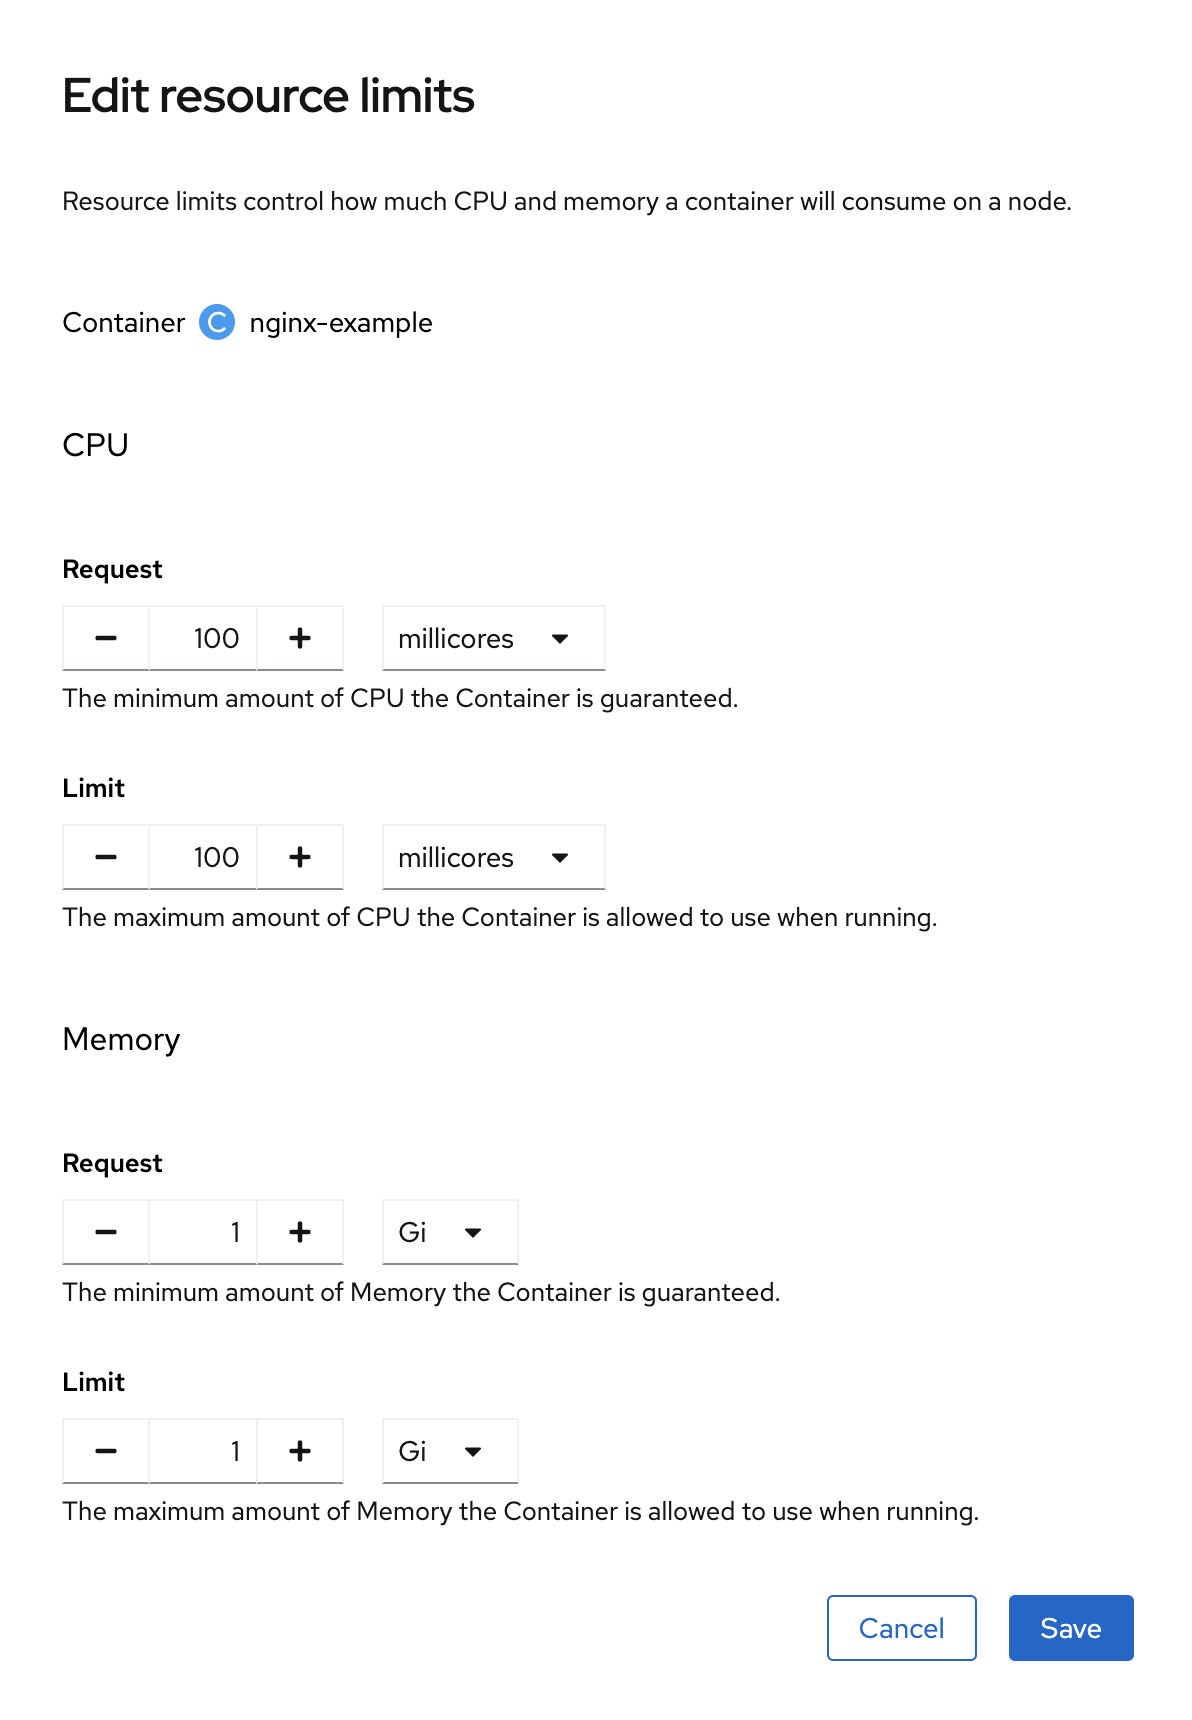 Edit resource limits
Resource limits control how much CPU and memory a container will consume on a node.
Container C nginx-example
CPU
Request
100 millicores
The minimum amount of CPU the Container is guaranteed.
Limit
100 millicores
The maximum amount of CPU the Container is allowed to use when running.
Memory
Request
1 Gi
The minimum amount of Memory the Container is guaranteed.
Limit
1 Gi
The maximum amount of Memory the Container is allowed to use when running.
Cancel Save